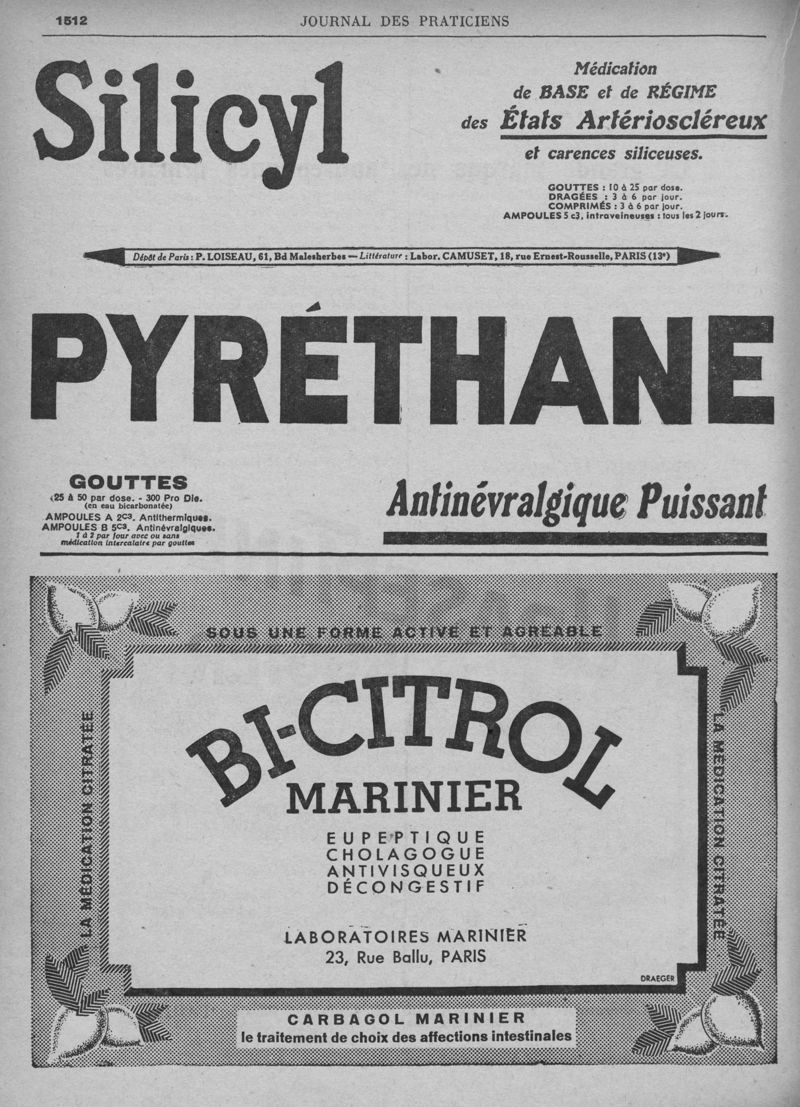 1512
JOURNAL DES PRATICIENS
Silicyl
Médication
de BASE et de RÉGIME
des États Artérioscléreux
et carences siliceuses.
GOUTTES : 10 à 25 par dose.
DRAGÉES : 3 à 6 par jour.
COMPRIMÉS : 3 à 6 par jour.
AMPOULES 5 c3, intraveineuses : tous les 2 jours.
Dépôt de Paris : P. LOISEAU, 61, Bd Malesherbes — Littérature : Labor. CAMUSET, 18, rue Ernest-Rousselle, PARIS (13e)
PYRÉTHANE
GOUTTES
25 à 50 par dose. - 300 Pro Die.
(en eau bicarbonatée)
AMPOULES A 2c3. Antithermiques.
AMPOULES B 5c3. Antinévralgiques.
1 à 2 par jour avec ou sans
médication intercalaire par gouttes
Antinévralgique Puissant
SOUS UNE FORME ACTIVE ET AGRÉABLE
LA MÉDICATION CITRATÉE
BI-CITROL
MARINIER
EUPEPTIQUE
CHOLAGOGUE
ANTIVISQUEUX
DÉCONGESTIF
LABORATOIRES MARINIER
23, Rue Ballu, PARIS
DRAEGER
LA MÉDICATION CITRATÉE
CARBAGOL MARINIER
le traitement de choix des affections intestinales